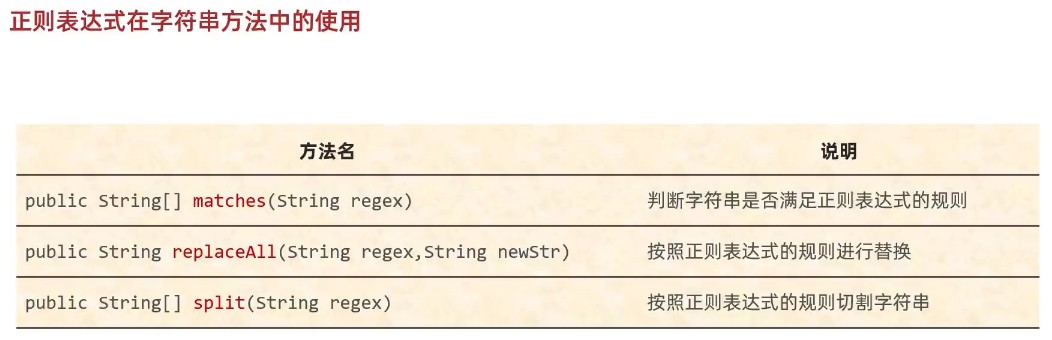 正则表达式在字符串方法中的使用
方法名 说明
public String[] matches(String regex) 判断字符串是否满足正则表达式的规则
public String replaceAll(String regex,String newStr) 按照正则表达式的规则进行替换
public String[] split(String regex) 按照正则表达式的规则切割字符串